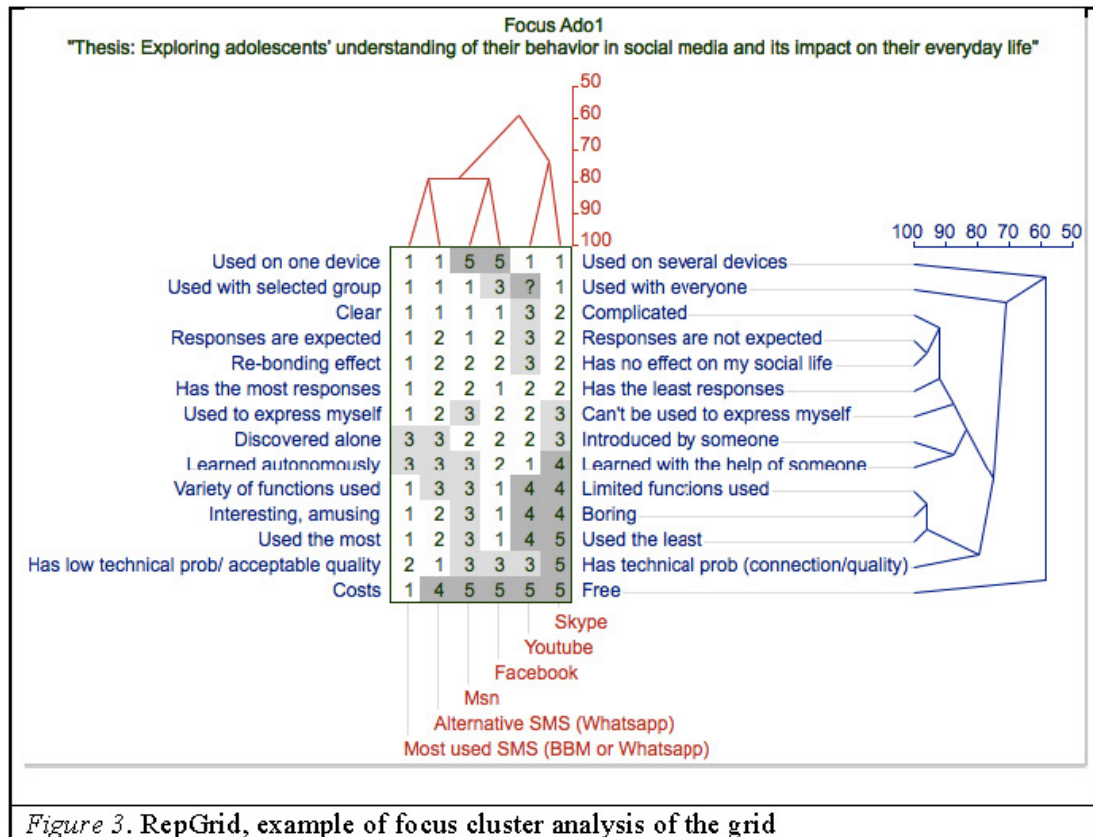 Focus Ado1
"Thesis: Exploring adolescents' understanding of their behavior in social media and its impact on their everyday life"
50
60
70
80
90
100
100 90 80 70 60 50
Used on one device 1 1 5 5 1 1 Used on several devices
Used with selected group 1 1 1 3 ? 1 Used with everyone
Clear 1 1 1 1 3 2 Complicated
Responses are expected 1 2 1 2 3 2 Responses are not expected
Re-bonding effect 1 2 2 2 3 2 Has no effect on my social life
Has the most responses 1 2 2 1 2 2 Has the least responses
Used to express myself 1 2 3 2 2 3 Can't be used to express myself
Discovered alone 3 3 2 2 2 3 Introduced by someone
Learned autonomously 3 3 3 2 1 4 Learned with the help of someone
Variety of functions used 1 3 3 1 4 4 Limited functions used
Interesting, amusing 1 2 3 1 4 4 Boring
Used the most 1 2 3 1 4 5 Used the least
Has low technical prob/ acceptable quality 2 1 3 3 3 5 Has technical prob (connection/quality)
Costs 1 4 5 5 5 5 Free
Skype
Youtube
Facebook
Msn
Alternative SMS (Whatsapp)
Most used SMS (BBM or Whatsapp)
Figure 3. RepGrid, example of focus cluster analysis of the grid